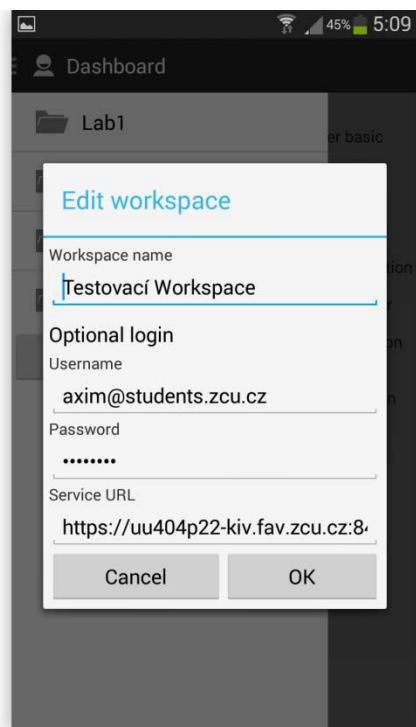 45% 5:09
Dashboard
Lab1
er basic
Edit workspace
Workspace name
Testovací Workspace
Optional login
Username
axim@students.zcu.cz
Password
••••••••
Service URL
https://uu404p22-kiv.fav.zcu.cz:84
Cancel OK